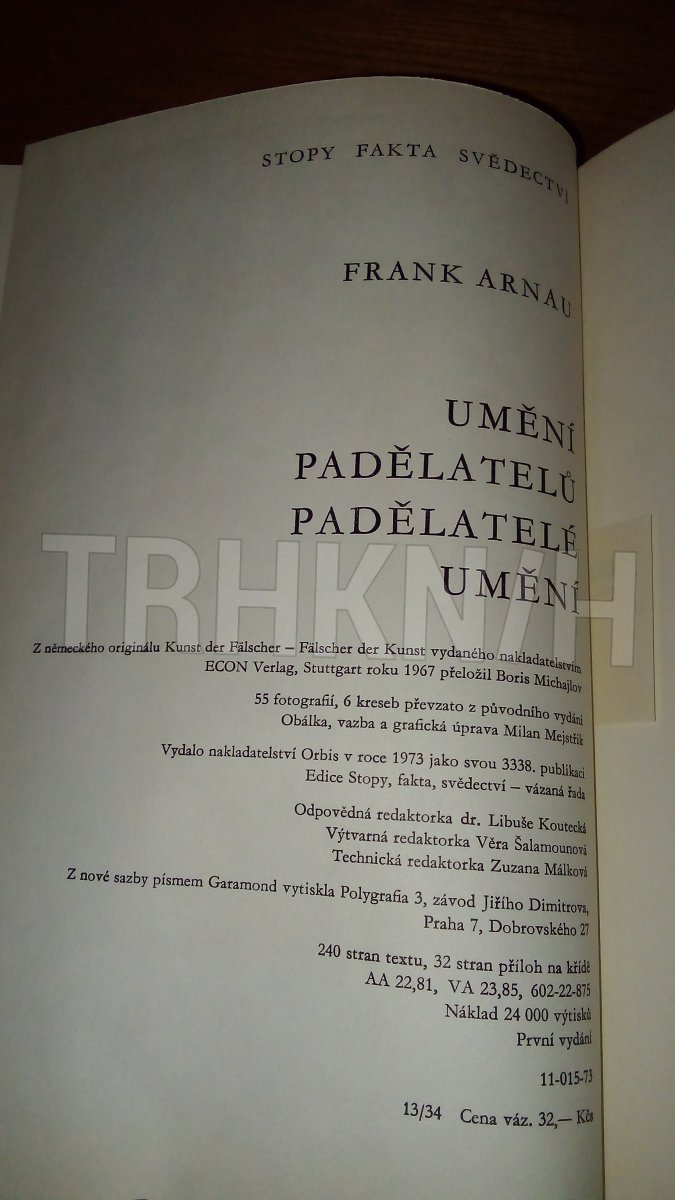 STOPY FAKTA SVĚDECTVÍ
FRANK ARNAU
UMĚNÍ
PADĚLATELŮ
PADĚLATELÉ
UMĚNÍ
TRHKNIH
Z německého originálu Kunst der Fälscher – Fälscher der Kunst vydaného nakladatelstvím
ECON Verlag, Stuttgart roku 1967 přeložil Boris Michajlov
55 fotografií, 6 kreseb převzato z původního vydání
Obálka, vazba a grafická úprava Milan Mejstřík
Vydalo nakladatelství Orbis v roce 1973 jako svou 3338. publikaci
Edice Stopy, fakta, svědectví – vázaná řada
Odpovědná redaktorka dr. Libuše Koutecká
Výtvarná redaktorka Věra Šalamounová
Technická redaktorka Zuzana Málková
Z nové sazby písmem Garamond vytiskla Polygrafia 3, závod Jiřího Dimitrova,
Praha 7, Dobrovského 27
240 stran textu, 32 stran příloh na křídě
AA 22,81, VA 23,85, 602-22-875
Náklad 24 000 výtisků
První vydání
11-015-73
13/34 Cena váz. 32,— Kčs